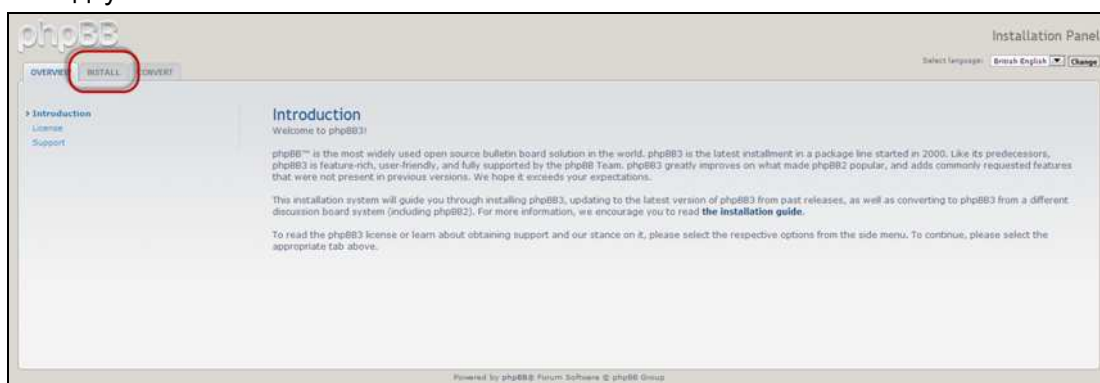 phpBB
Installation Panel
Select language: British English Change
OVERVIEW INSTALL CONVERT
Introduction
License
Support
Introduction
Welcome to phpBB3!
phpBB™ is the most widely used open source bulletin board solution in the world. phpBB3 is the latest installment in a package line started in 2000. Like its predecessors,
phpBB3 is feature-rich, user-friendly, and fully supported by the phpBB Team. phpBB3 greatly improves on what made phpBB2 popular, and adds commonly requested features
that were not present in previous versions. We hope it exceeds your expectations.
This installation system will guide you through installing phpBB3, updating to the latest version of phpBB3 from past releases, as well as converting to phpBB3 from a different
discussion board system (including phpBB2). For more information, we encourage you to read the installation guide.
To read the phpBB3 license or learn about obtaining support and our stance on it, please select the respective options from the side menu. To continue, please select the
appropriate tab above.
Powered by phpBB® Forum Software © phpBB Group